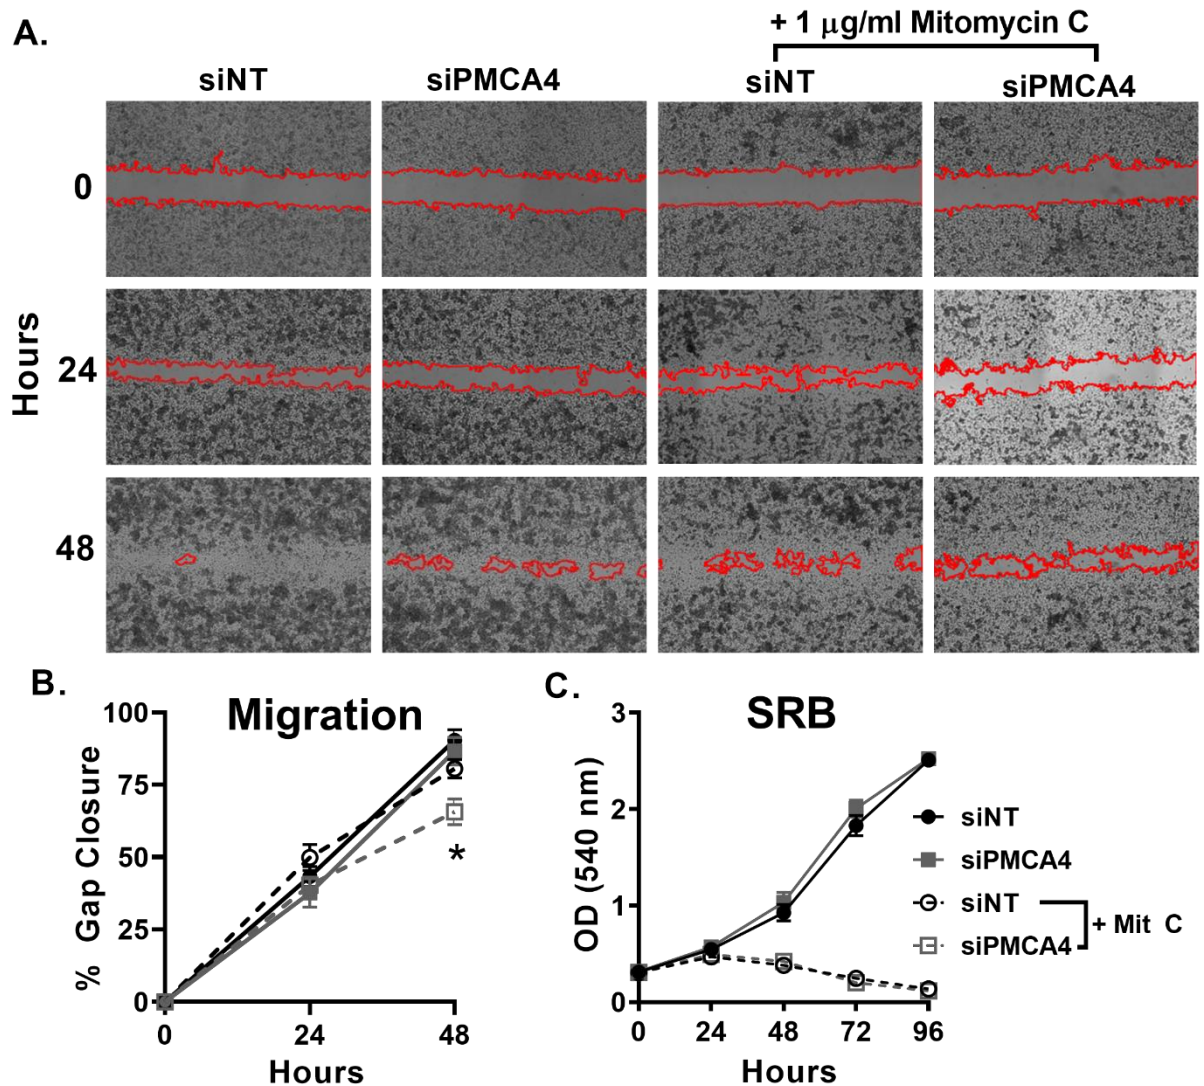 A.
+ 1 μg/ml Mitomycin C
siNT siPMCA4 siNT siPMCA4
0
Hours
24
48
B.
Migration
% Gap Closure
100
75
50
25
0
*
0 24 48
Hours
C.
SRB
OD (540 nm)
3
2
1
0
siNT
siPMCA4
siNT
siPMCA4
+ Mit C
0 24 48 72 96
Hours